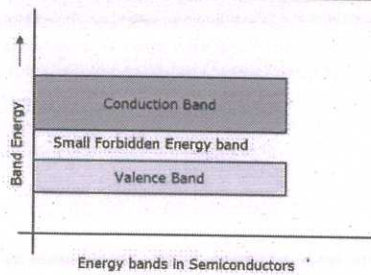 Band Energy
Conduction Band
Small Forbidden Energy band
Valence Band
Energy bands in Semiconductors